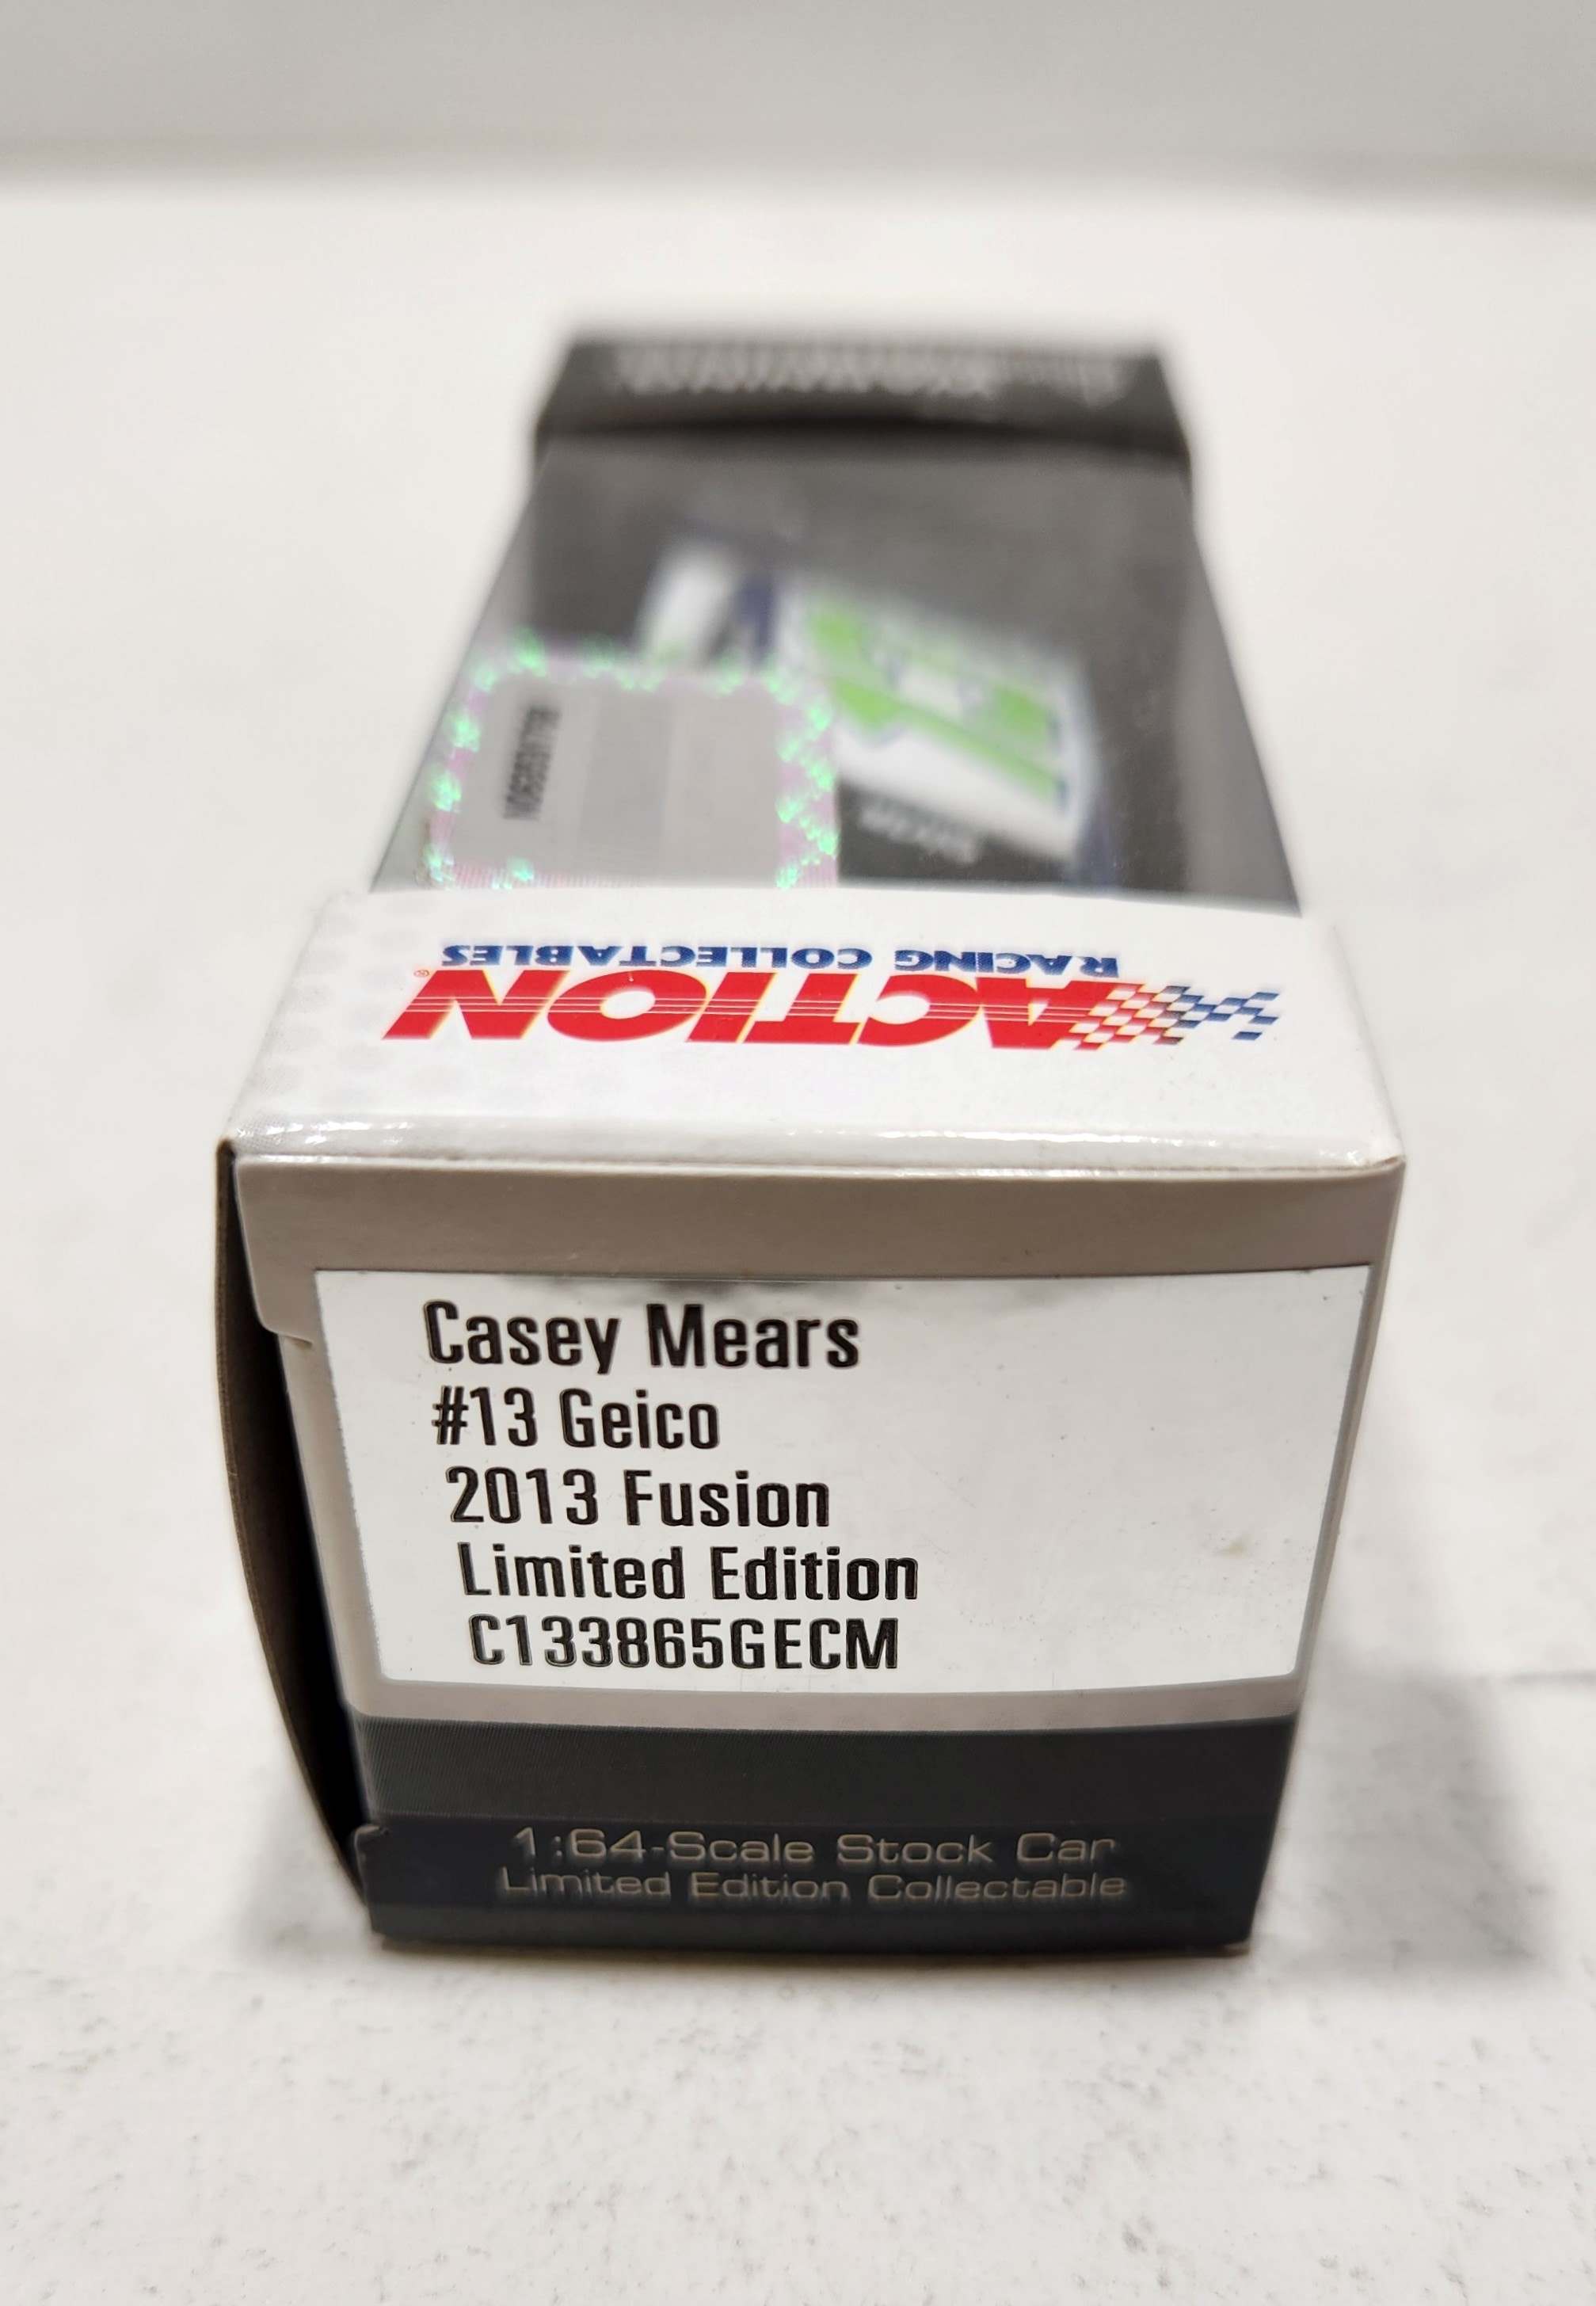 RACING COLLECTABLES
ACTION®
Casey Mears
#13 Geico
2013 Fusion
Limited Edition
C133865GECM
1:64-Scale Stock Car
Limited Edition Collectable